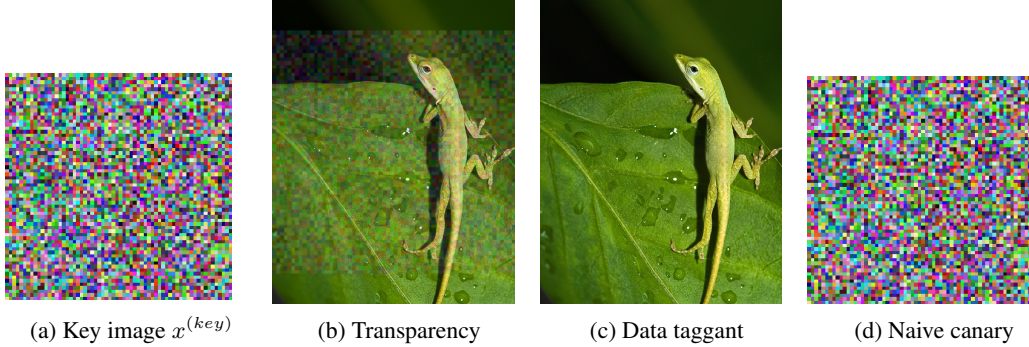 (a) Key image x^{(key)}
(b) Transparency
(c) Data taggant
(d) Naive canary